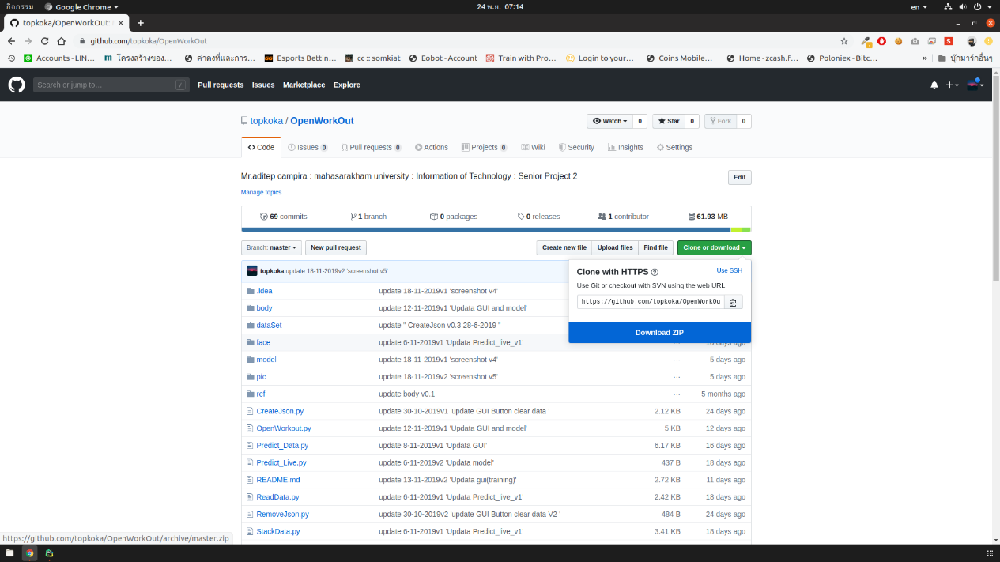 กิจกรรม Google Chrome 24 พ.ย. 07:14 en
topkoka/OpenWorkOut:
github.com/topkoka/OpenWorkOut
Accounts - LIN… โครงสร้างของ… ค่าคงที่และการ… Esports Bettin… cc :: somkiat Eobot - Account Train with Pro… Login to your… Coins Mobile… Home - zcash.f… Poloniex - Bitc… » บุ๊กมาร์กอื่นๆ
Search or jump to… / Pull requests Issues Marketplace Explore
topkoka / OpenWorkOut Watch 0 Star 0 Fork 0
Code Issues 0 Pull requests 0 Actions Projects 0 Wiki Security Insights Settings
Mr.aditep campira : mahasarakham university : Information of Technology : Senior Project 2 Edit
Manage topics
69 commits 1 branch 0 packages 0 releases 1 contributor 61.93 MB
Branch: master New pull request Create new file Upload files Find file Clone or download
topkoka update 18-11-2019v2 'screenshot v5'
Clone with HTTPS Use SSH
Use Git or checkout with SVN using the web URL.
https://github.com/topkoka/OpenWorkOu
Download ZIP
.idea update 18-11-2019v1 'screenshot v4'
body update 12-11-2019v1 'Updata GUI and model'
dataSet update " CreateJson v0.3 28-6-2019 "
face update 6-11-2019v1 'Updata Predict_live_v1' ··· days ago
model update 18-11-2019v1 'screenshot v4' ··· 5 days ago
pic update 18-11-2019v2 'screenshot v5' ··· 5 days ago
ref update body v0.1 ··· 5 months ago
CreateJson.py update 30-10-2019v1 'update GUI Button clear data ' 2.12 KB 24 days ago
OpenWorkout.py update 12-11-2019v1 'Updata GUI and model' 5 KB 12 days ago
Predict_Data.py update 8-11-2019v1 'Updata GUI' 6.17 KB 16 days ago
Predict_Live.py update 6-11-2019v2 'Updata model' 437 B 18 days ago
README.md update 13-11-2019v2 'Updata gui(training)' 2.72 KB 11 days ago
ReadData.py update 6-11-2019v1 'Updata Predict_live_v1' 2.42 KB 18 days ago
RemoveJson.py update 30-10-2019v2 'update GUI Button clear data V2 ' 484 B 24 days ago
StackData.py update 6-11-2019v1 'Updata Predict_live_v1' 3.41 KB 18 days ago
https://github.com/topkoka/OpenWorkOut/archive/master.zip